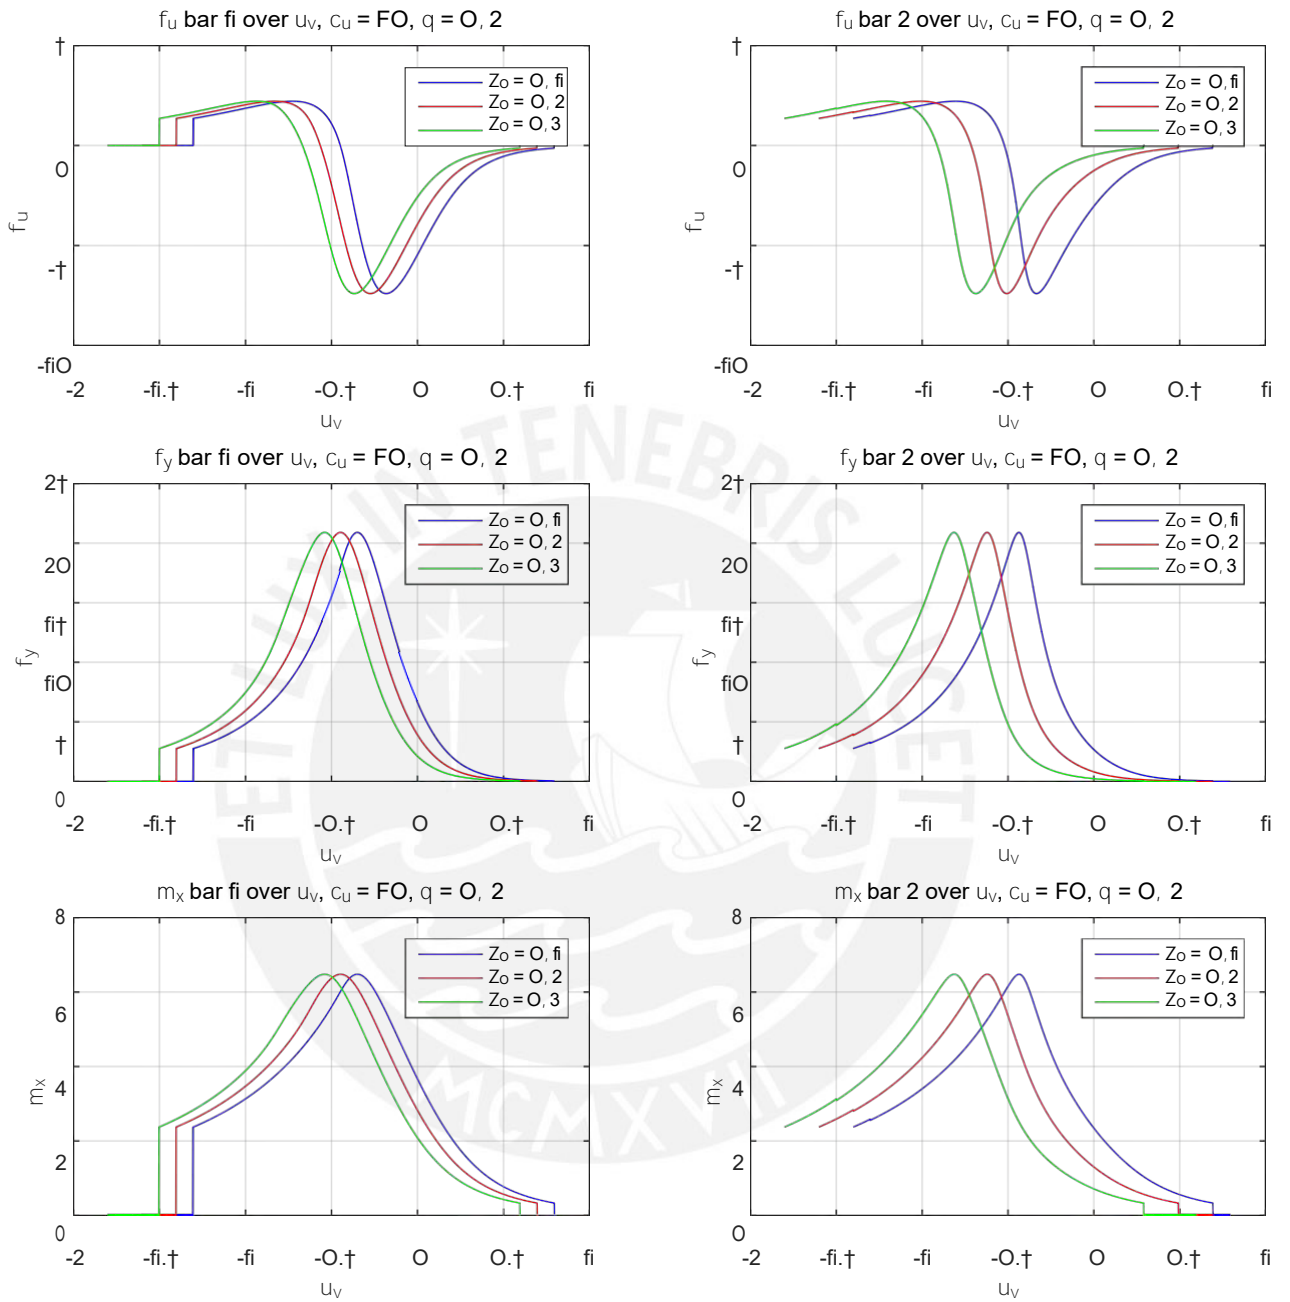 fu bar fi over uv, cu = FO, q = O, 2
fu bar 2 over uv, cu = FO, q = O, 2
†
O
-†
-fiO
fu
Zo = O, fi
Zo = O, 2
Zo = O, 3
-2 -fi.† -fi -O.† O O.† fi
uv
†
O
-†
-fiO
fu
Zo = O, fi
Zo = O, 2
Zo = O, 3
-2 -fi.† -fi -O.† O O.† fi
uv
fy bar fi over uv, cu = FO, q = O, 2
fy bar 2 over uv, cu = FO, q = O, 2
2†
2O
fi†
fiO
†
0
fy
Zo = O, fi
Zo = O, 2
Zo = O, 3
-2 -fi.† -fi -O.† O O.† fi
uv
2†
2O
fi†
fiO
†
O
fy
Zo = O, fi
Zo = O, 2
Zo = O, 3
-2 -fi.† -fi -O.† O O.† fi
uv
mx bar fi over uv, cu = FO, q = O, 2
mx bar 2 over uv, cu = FO, q = O, 2
8
6
4
2
0
mx
Zo = O, fi
Zo = O, 2
Zo = O, 3
-2 -fi.† -fi -O.† O O.† fi
uv
8
6
4
2
O
mx
Zo = O, fi
Zo = O, 2
Zo = O, 3
-2 -fi.† -fi -O.† O O.† fi
uv
ET LUX IN TENEBRIS LUCET
MCMXVII